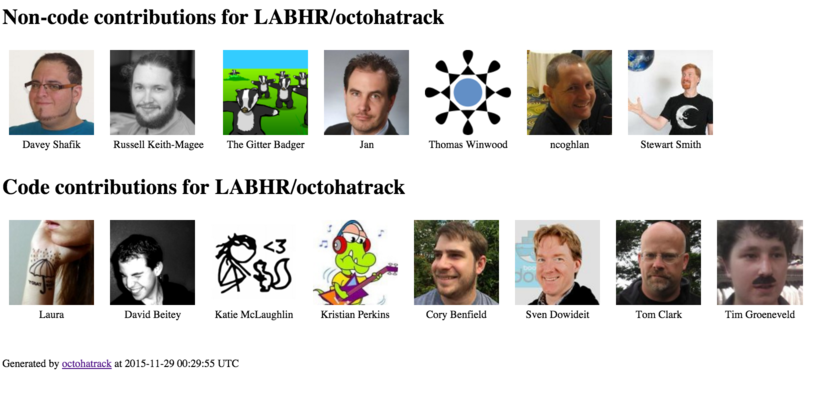 Non-code contributions for LABHR/octohatrack
Davey Shafik Russell Keith-Magee The Gitter Badger Jan Thomas Winwood ncoghlan Stewart Smith
Code contributions for LABHR/octohatrack
<3
Laura David Beitey Katie McLaughlin Kristian Perkins Cory Benfield Sven Dowideit Tom Clark Tim Groeneveld
Generated by octohatrack at 2015-11-29 00:29:55 UTC